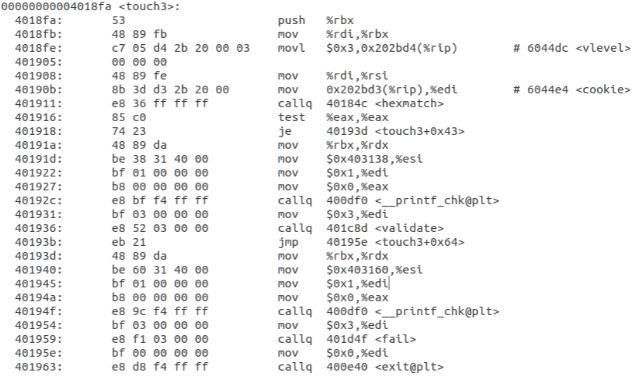 00000000004018fa <touch3>:
4018fa: 53 push %rbx
4018fb: 48 89 fb mov %rdi,%rbx
4018fe: c7 05 d4 2b 20 00 03 movl $0x3,0x202bd4(%rip) # 6044dc <vlevel>
401905: 00 00 00
401908: 48 89 fe mov %rdi,%rsi
40190b: 8b 3d d3 2b 20 00 mov 0x202bd3(%rip),%edi # 6044e4 <cookie>
401911: e8 36 ff ff ff callq 40184c <hexmatch>
401916: 85 c0 test %eax,%eax
401918: 74 23 je 40193d <touch3+0x43>
40191a: 48 89 da mov %rbx,%rdx
40191d: be 38 31 40 00 mov $0x403138,%esi
401922: bf 01 00 00 00 mov $0x1,%edi
401927: b8 00 00 00 00 mov $0x0,%eax
40192c: e8 bf f4 ff ff callq 400df0 <__printf_chk@plt>
401931: bf 03 00 00 00 mov $0x3,%edi
401936: e8 52 03 00 00 callq 401c8d <validate>
40193b: eb 21 jmp 40195e <touch3+0x64>
40193d: 48 89 da mov %rbx,%rdx
401940: be 60 31 40 00 mov $0x403160,%esi
401945: bf 01 00 00 00 mov $0x1,%edi
40194a: b8 00 00 00 00 mov $0x0,%eax
40194f: e8 9c f4 ff ff callq 400df0 <__printf_chk@plt>
401954: bf 03 00 00 00 mov $0x3,%edi
401959: e8 f1 03 00 00 callq 401d4f <fail>
40195e: bf 00 00 00 00 mov $0x0,%edi
401963: e8 d8 f4 ff ff callq 400e40 <exit@plt>